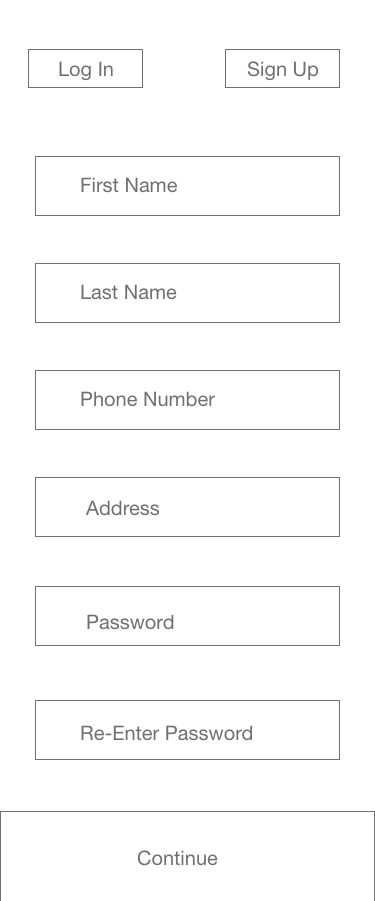 Log In
Sign Up
First Name
Last Name
Phone Number
Address
Password
Re-Enter Password
Continue